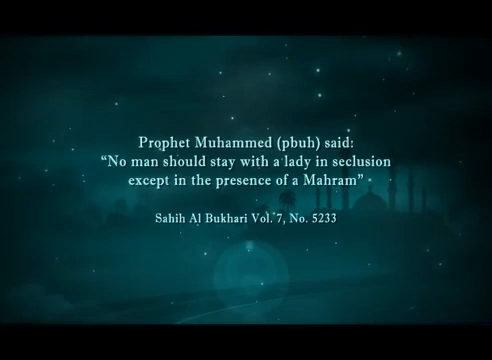 Prophet Muhammed (pbuh) said:
“No man should stay with a lady in seclusion
except in the presence of a Mahram”
Sahih Al Bukhari Vol. 7, No. 5233